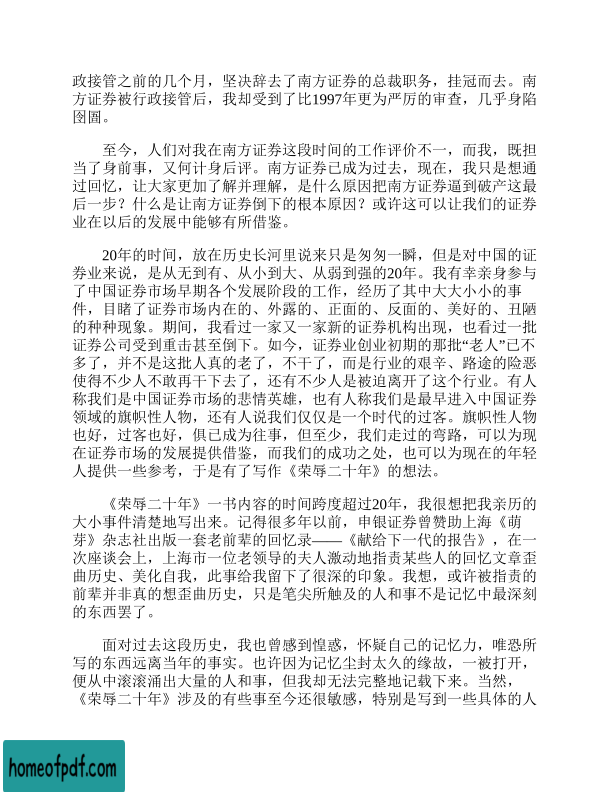 政接管之前的几个月，坚决辞去了南方证券的总裁职务，挂冠而去。南
方证券被行政接管后，我却受到了比1997年更为严厉的审查，几乎身陷
囹圄。
至今，人们对我在南方证券这段时间的工作评价不一，而我，既担
当了身前事，又何计身后评。南方证券已成为过去，现在，我只是想通
过回忆，让大家更加了解并理解，是什么原因把南方证券逼到破产这最
后一步？什么是让南方证券倒下的根本原因？或许这可以让我们的证券
业在以后的发展中能够有所借鉴。
20年的时间，放在历史长河里说来只是匆匆一瞬，但是对中国的证
券业来说，是从无到有、从小到大、从弱到强的20年。我有幸亲身参与
了中国证券市场早期各个发展阶段的工作，经历了其中大大小小的事
件，目睹了证券市场内在的、外露的、正面的、反面的、美好的、丑陋
的种种现象。期间，我看过一家又一家新的证券机构出现，也看过一批
证券公司受到重击甚至倒下。如今，证券业创业初期的那批“老人”已不
多了，并不是这批人真的老了，不干了，而是行业的艰辛、路途的险恶
使得不少人不敢再干下去了，还有不少人是被迫离开了这个行业。有人
称我们是中国证券市场的悲情英雄，也有人称我们是最早进入中国证券
领域的旗帜性人物，还有人说我们仅仅是一个时代的过客。旗帜性人物
也好，过客也好，俱已成为往事，但至少，我们走过的弯路，可以为现
在证券市场的发展提供借鉴，而我们的成功之处，也可以为现在的年轻
人提供一些参考，于是有了写作《荣辱二十年》的想法。
《荣辱二十年》一书内容的时间跨度超过20年，我很想把我亲历的
大小事件清楚地写出来。记得很多年以前，申银证券曾赞助上海《萌
芽》杂志社出版一套老前辈的回忆录——《献给下一代的报告》，在一
次座谈会上，上海市一位老领导的夫人激动地指责某些人的回忆文章歪
曲历史、美化自我，此事给我留下了很深的印象。我想，或许被指责的
前辈并非真的想歪曲历史，只是笔尖所触及的人和事不是记忆中最深刻
的东西罢了。
面对过去这段历史，我也曾感到惶惑，怀疑自己的记忆力，唯恐所
写的东西远离当年的事实。也许因为记忆尘封太久的缘故，一被打开，
便从中滚滚涌出大量的人和事，但我却无法完整地记载下来。当然，
《荣辱二十年》涉及的有些事至今还很敏感，特别是写到一些具体的人
homeofpdf.com